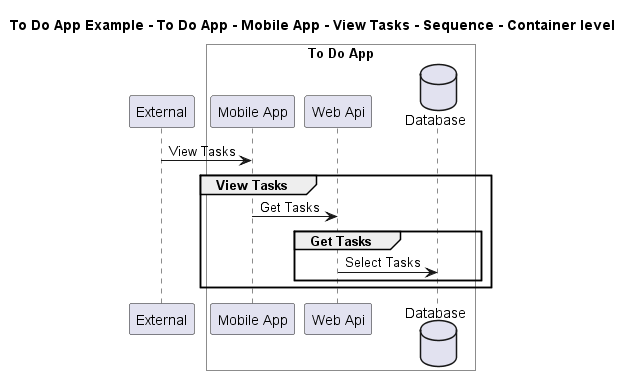 To Do App Example - To Do App - Mobile App - View Tasks - Sequence - Container level
To Do App
External
Mobile App
Web Api
Database
View Tasks
View Tasks
Get Tasks
Get Tasks
Select Tasks
External
Mobile App
Web Api
Database